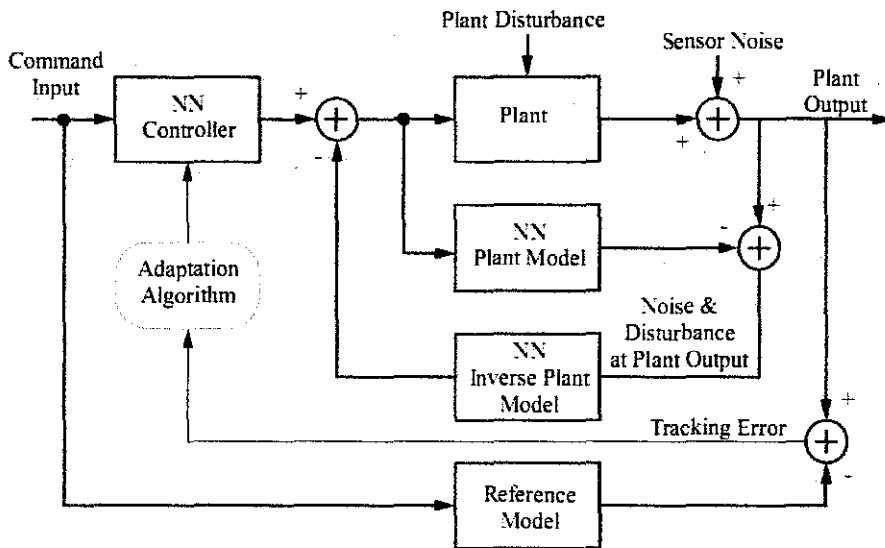 Plant Disturbance
Sensor Noise
Command
Input
Plant
Output
NN
Controller
+
-
Plant
+
+
+
-
NN
Plant Model
Adaptation
Algorithm
Noise &
Disturbance
at Plant Output
NN
Inverse Plant
Model
+
Tracking Error
-
Reference
Model